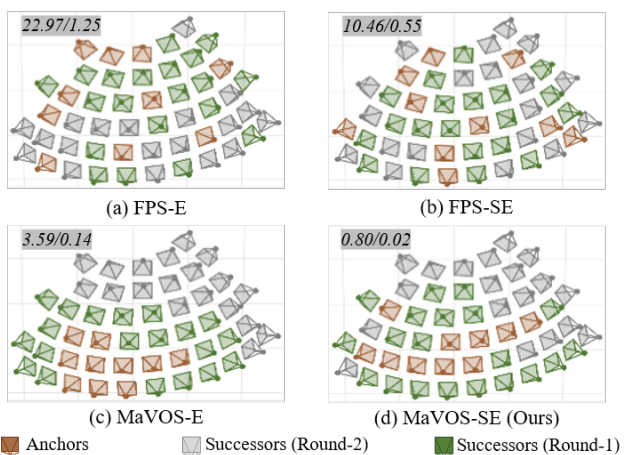 22.97/1.25
10.46/0.55
(a) FPS-E
(b) FPS-SE
3.59/0.14
0.80/0.02
(c) MaVOS-E
(d) MaVOS-SE (Ours)
Anchors
Successors (Round-2)
Successors (Round-1)